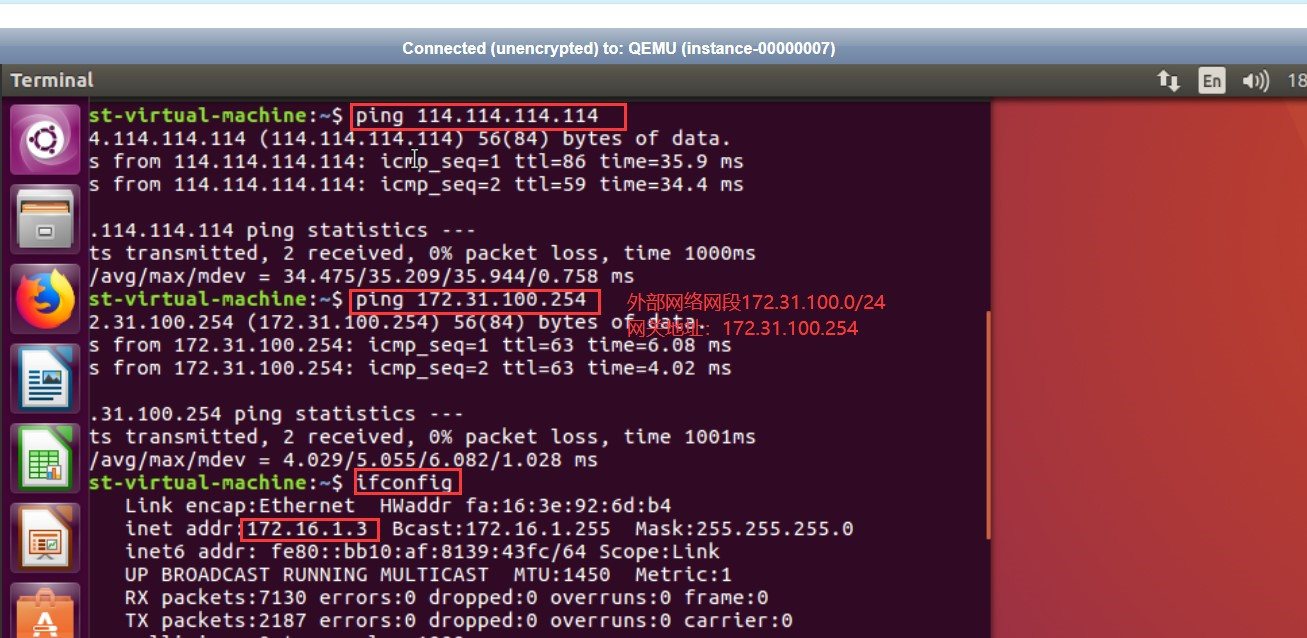 Connected (unencrypted) to: QEMU (instance-00000007)
Terminal
En
18
st-virtual-machine:~$ ping 114.114.114.114
4.114.114.114 (114.114.114.114) 56(84) bytes of data.
s from 114.114.114.114: icmp_seq=1 ttl=86 time=35.9 ms
s from 114.114.114.114: icmp_seq=2 ttl=59 time=34.4 ms
.114.114.114 ping statistics ---
ts transmitted, 2 received, 0% packet loss, time 1000ms
/avg/max/mdev = 34.475/35.209/35.944/0.758 ms
st-virtual-machine:~$ ping 172.31.100.254
外部网络网段172.31.100.0/24
2.31.100.254 (172.31.100.254) 56(84) bytes of data.
网关地址：172.31.100.254
s from 172.31.100.254: icmp_seq=1 ttl=63 time=6.08 ms
s from 172.31.100.254: icmp_seq=2 ttl=63 time=4.02 ms
.31.100.254 ping statistics ---
ts transmitted, 2 received, 0% packet loss, time 1001ms
/avg/max/mdev = 4.029/5.055/6.082/1.028 ms
st-virtual-machine:~$ ifconfig
Link encap:Ethernet  HWaddr fa:16:3e:92:6d:b4
inet addr:172.16.1.3  Bcast:172.16.1.255  Mask:255.255.255.0
inet6 addr: fe80::bb10:af:8139:43fc/64 Scope:Link
UP BROADCAST RUNNING MULTICAST  MTU:1450  Metric:1
RX packets:7130 errors:0 dropped:0 overruns:0 frame:0
TX packets:2187 errors:0 dropped:0 overruns:0 carrier:0